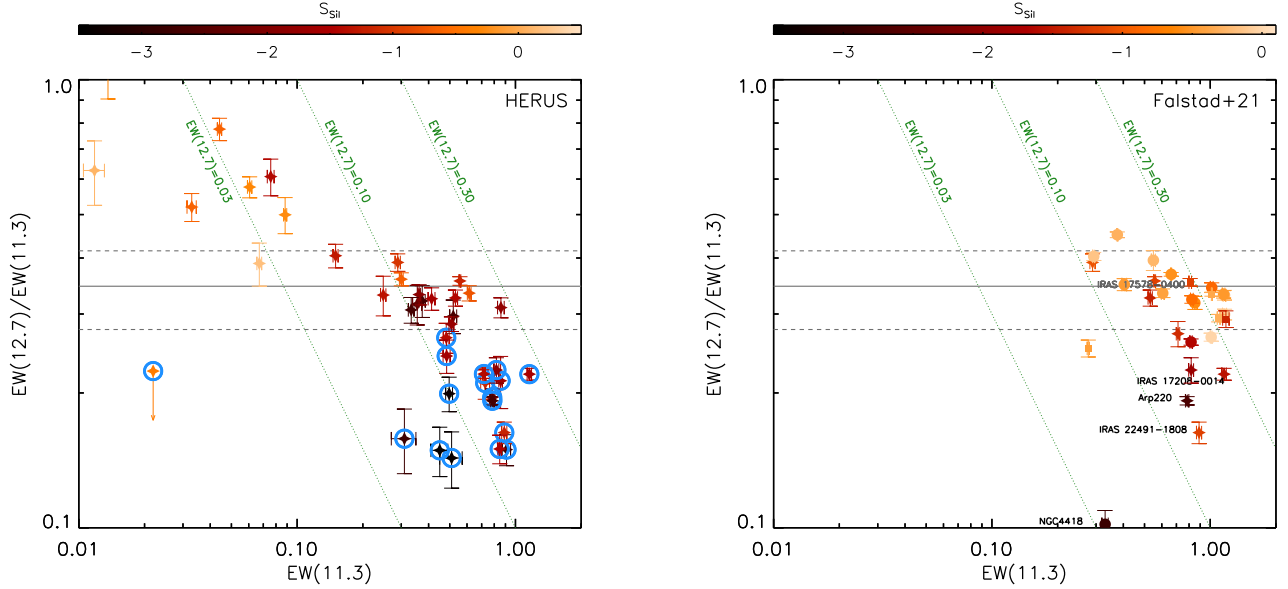 S_Sil
-3 -2 -1 0
1.0
HERUS
EW(12.7)=0.03
EW(12.7)=0.10
EW(12.7)=0.30
EW(12.7)/EW(11.3)
0.1
0.01 0.10 1.00
EW(11.3)
S_Sil
-3 -2 -1 0
1.0
Falstad+21
EW(12.7)=0.03
EW(12.7)=0.10
EW(12.7)=0.30
EW(12.7)/EW(11.3)
IRAS 17578-0400
IRAS 17208-0014
Arp220
IRAS 22491-1808
NGC4418
0.1
0.01 0.10 1.00
EW(11.3)